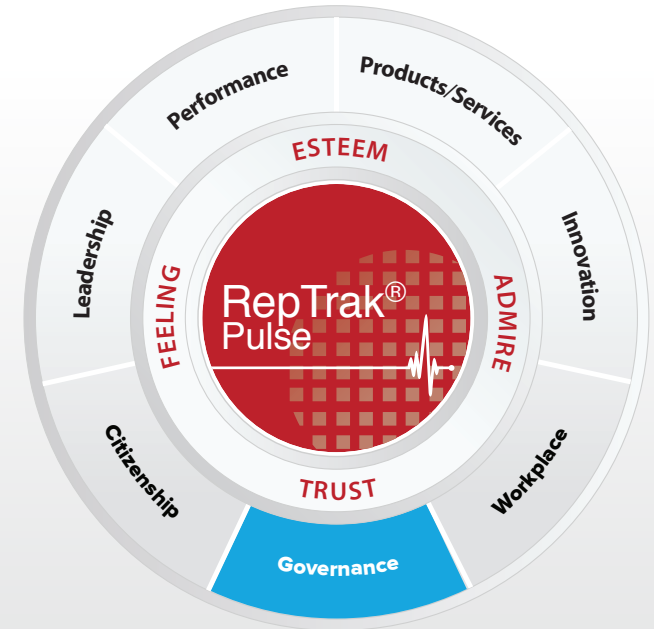 Performance
Products/Services
Innovation
Workplace
Governance
Citizenship
Leadership
ESTEEM
ADMIRE
TRUST
FEELING
RepTrak®
Pulse